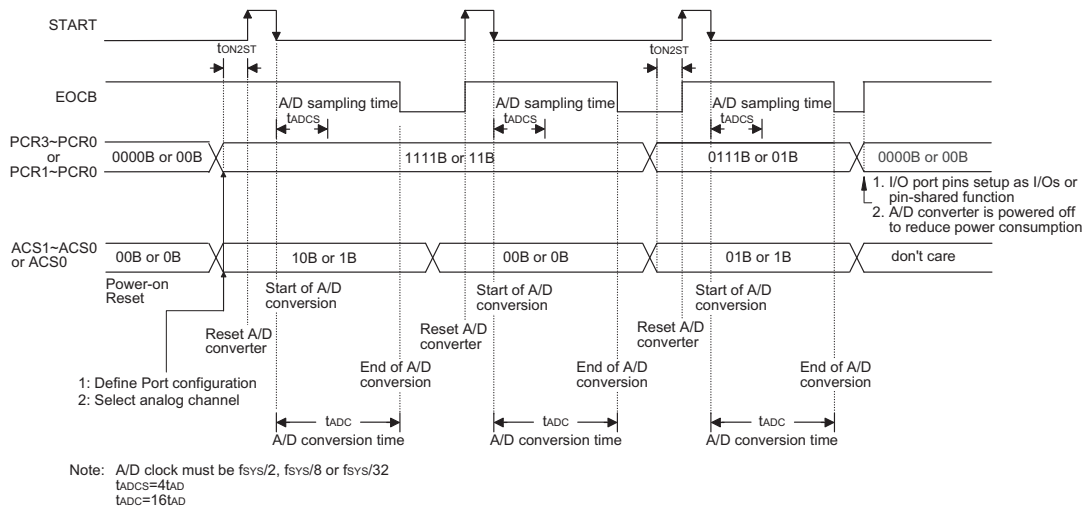 START
tON2ST
tON2ST
EOCB
A/D sampling time
A/D sampling time
A/D sampling time
tADCS
tADCS
tADCS
PCR3~PCR0
or
PCR1~PCR0
0000B or 00B
1111B or 11B
0111B or 01B
0000B or 00B
1. I/O port pins setup as I/Os or
pin-shared function
2. A/D converter is powered off
to reduce power consumption
ACS1~ACS0
or ACS0
00B or 0B
10B or 1B
00B or 0B
01B or 1B
don't care
Power-on
Reset
Start of A/D
conversion
Start of A/D
conversion
Start of A/D
conversion
Reset A/D
converter
Reset A/D
converter
Reset A/D
converter
End of A/D
conversion
End of A/D
conversion
End of A/D
conversion
1: Define Port configuration
2: Select analog channel
tADC
tADC
tADC
A/D conversion time
A/D conversion time
A/D conversion time
Note: A/D clock must be fSYS/2, fSYS/8 or fSYS/32
tADCS=4tAD
tADC=16tAD